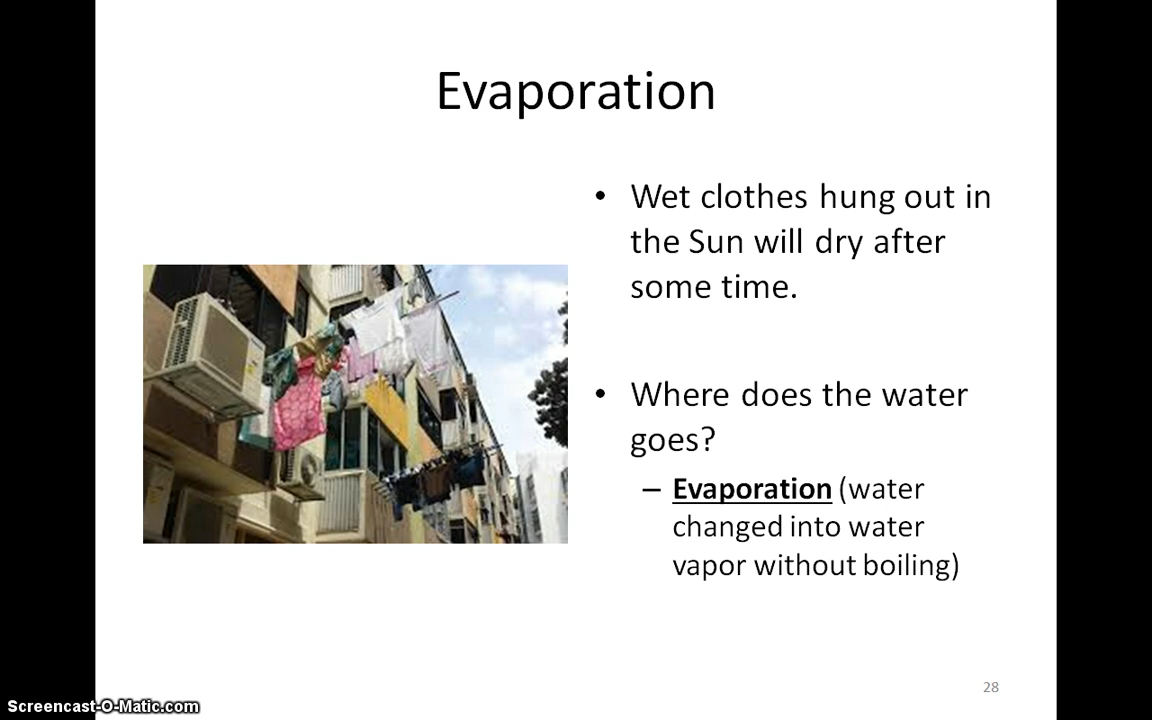 Evaporation
• Wet clothes hung out in
the Sun will dry after
some time.
• Where does the water
goes?
– Evaporation (water
changed into water
vapor without boiling)
28
Screencast-O-Matic.com